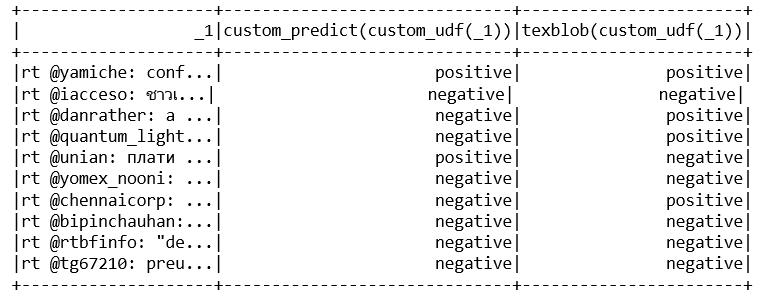 +--------------------+------------------------------+-----------------------+
|                  _1|custom_predict(custom_udf(_1))|texblob(custom_udf(_1))|
+--------------------+------------------------------+-----------------------+
|rt @yamiche: conf...|                      positive|               positive|
|rt @iacceso: ชาวเ...|                      negative|               negative|
|rt @danrather: a ...|                      negative|               positive|
|rt @quantum_light...|                      negative|               positive|
|rt @unian: плати ...|                      positive|               negative|
|rt @yomex_nooni: ...|                      negative|               negative|
|rt @chennaicorp: ...|                      negative|               positive|
|rt @bipinchauhan:...|                      negative|               negative|
|rt @rtbfinfo: "de...|                      negative|               negative|
|rt @tg67210: preu...|                      negative|               negative|
+--------------------+------------------------------+-----------------------+